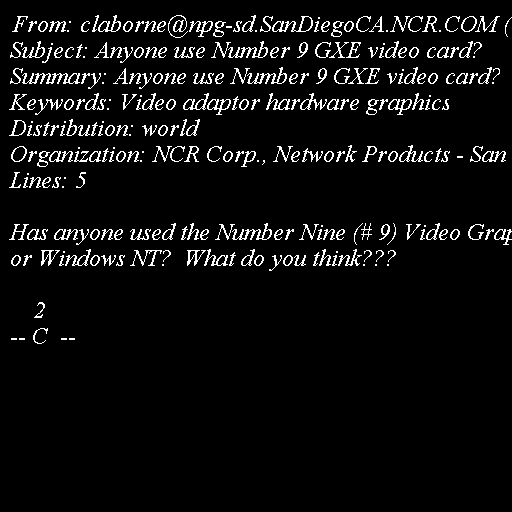 From: claborne@npg-sd.SanDiegoCA.NCR.COM (
Subject: Anyone use Number 9 GXE video card?
Summary: Anyone use Number 9 GXE video card?
Keywords: Video adaptor hardware graphics
Distribution: world
Organization: NCR Corp., Network Products - San
Lines: 5
Has anyone used the Number Nine (# 9) Video Grap
or Windows NT?  What do you think???
2
-- C  --